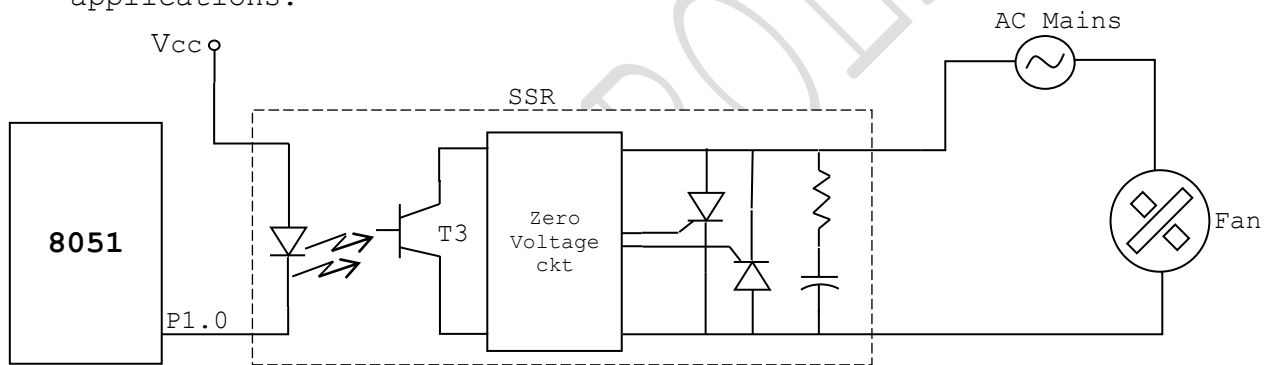 applications.
AC Mains
Vcc
SSR
8051
T3
Zero
Voltage
ckt
Fan
P1.0